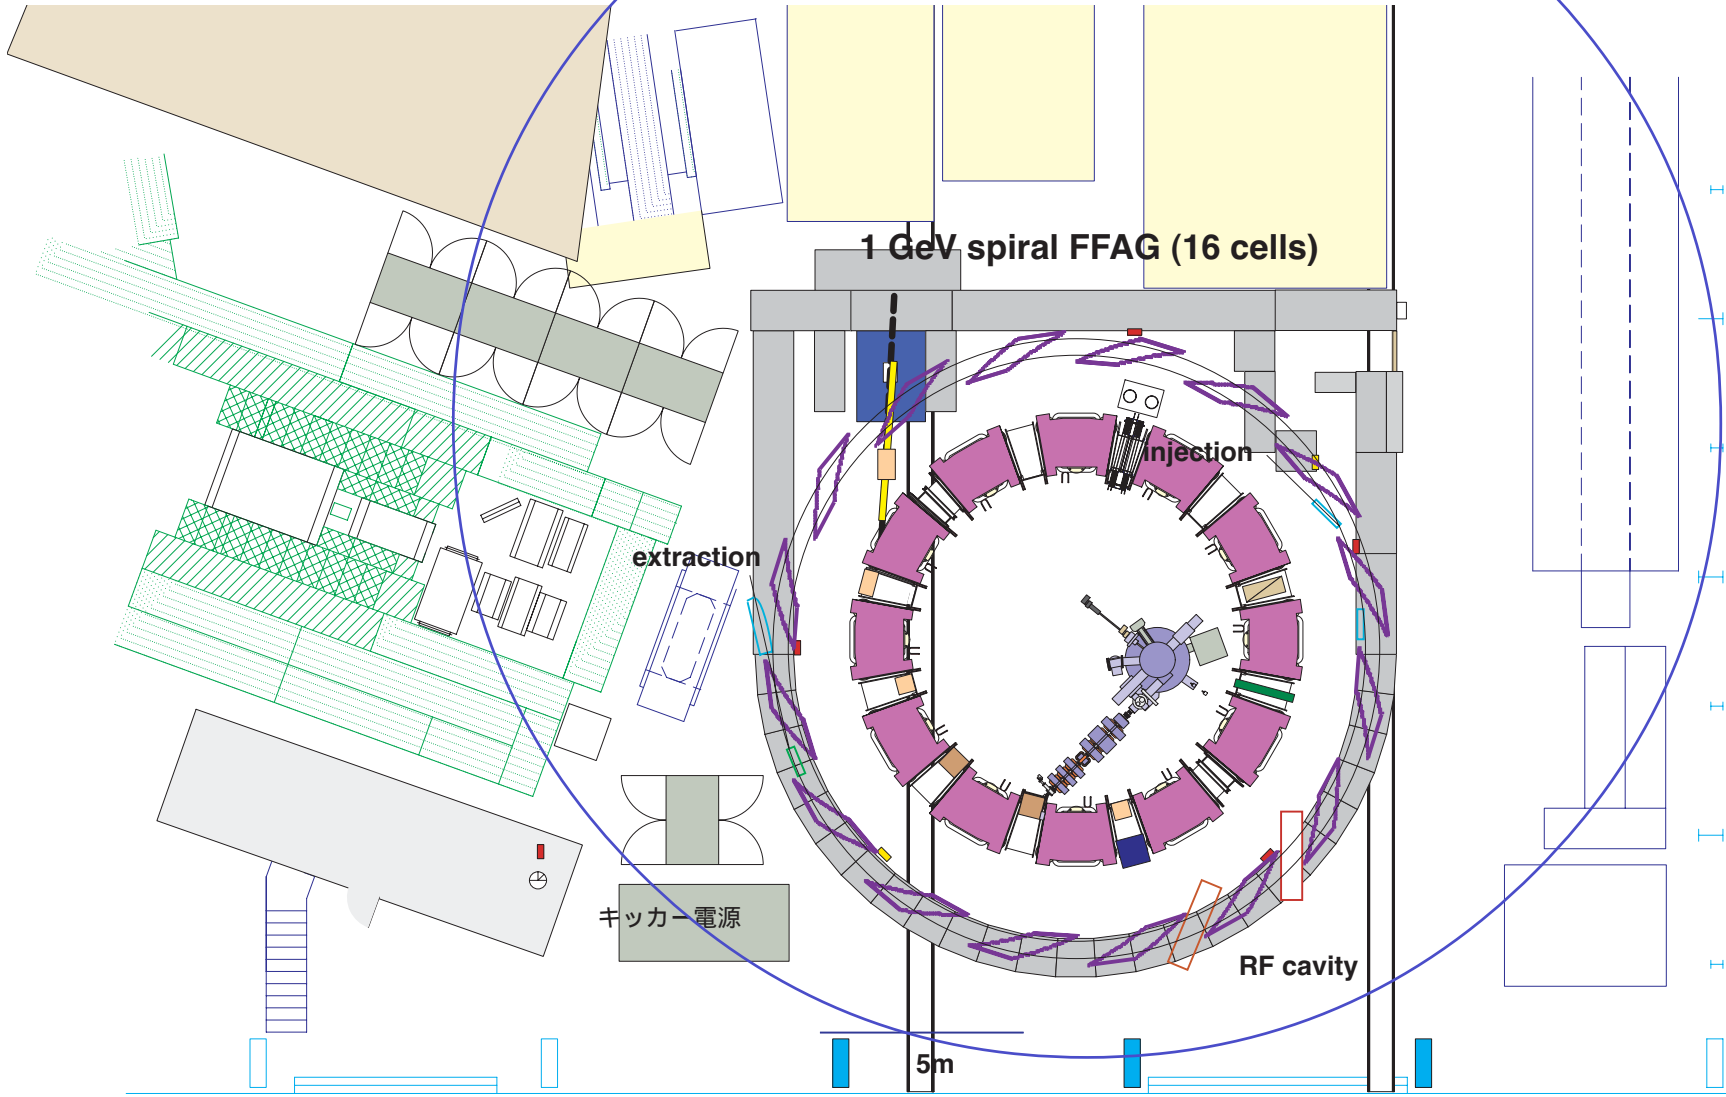 1 GeV spiral FFAG (16 cells)
injection
extraction
キッカー電源
RF cavity
5m